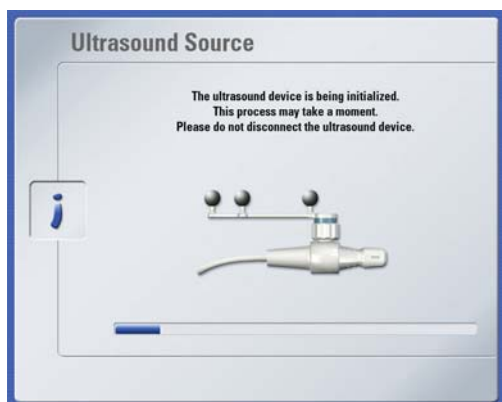 Ultrasound Source
The ultrasound device is being initialized.
This process may take a moment.
Please do not disconnect the ultrasound device.
i